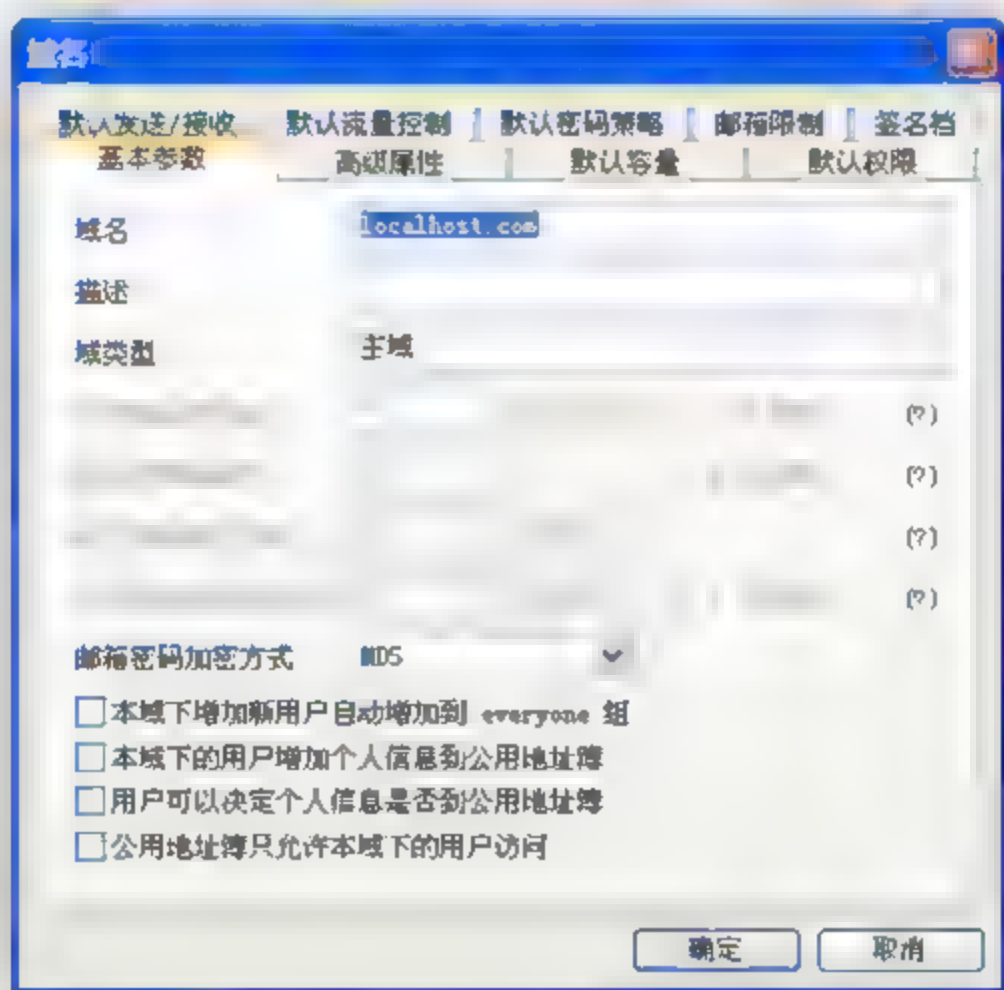 域名
默认发送/接收 默认流量控制 默认密码策略 邮箱限制 签名档
基本参数 高级属性 默认容量 默认权限
域名 localhost.com
描述
域类型 主域
(?)
(?)
(?)
(?)
邮箱密码加密方式 MD5
本域下增加新用户自动增加到 everyone 组
本域下的用户增加个人信息到公用地址簿
用户可以决定个人信息是否到公用地址簿
公用地址簿只允许本域下的用户访问
确定 取消